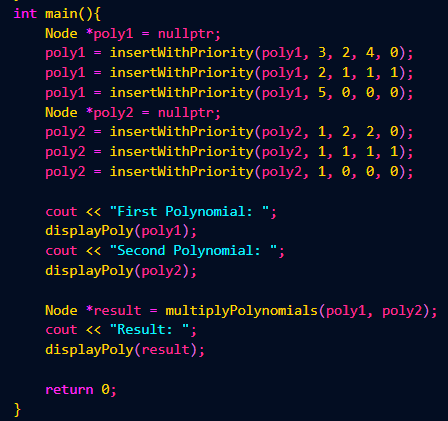 int main(){
Node *poly1 = nullptr;
poly1 = insertWithPriority(poly1, 3, 2, 4, 0);
poly1 = insertWithPriority(poly1, 2, 1, 1, 1);
poly1 = insertWithPriority(poly1, 5, 0, 0, 0);
Node *poly2 = nullptr;
poly2 = insertWithPriority(poly2, 1, 2, 2, 0);
poly2 = insertWithPriority(poly2, 1, 1, 1, 1);
poly2 = insertWithPriority(poly2, 1, 0, 0, 0);
cout << "First Polynomial: ";
displayPoly(poly1);
cout << "Second Polynomial: ";
displayPoly(poly2);
Node *result = multiplyPolynomials(poly1, poly2);
cout << "Result: ";
displayPoly(result);
return 0;
}